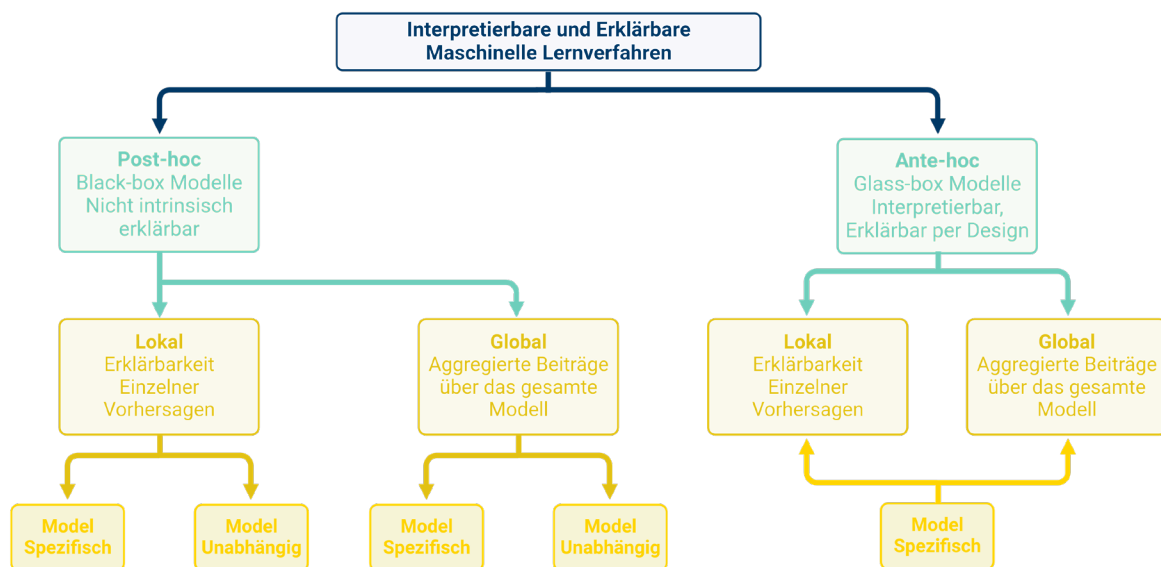 Interpretierbare und Erklärbare
Maschinelle Lernverfahren
Post-hoc
Black-box Modelle
Nicht intrinsisch
erklärbar
Ante-hoc
Glass-box Modelle
Interpretierbar,
Erklärbar per Design
Lokal
Erklärbarkeit
Einzelner
Vorhersagen
Global
Aggregierte Beiträge
über das gesamte
Modell
Lokal
Erklärbarkeit
Einzelner
Vorhersagen
Global
Aggregierte Beiträge
über das gesamte
Modell
Model
Spezifisch
Model
Unabhängig
Model
Spezifisch
Model
Unabhängig
Model
Spezifisch